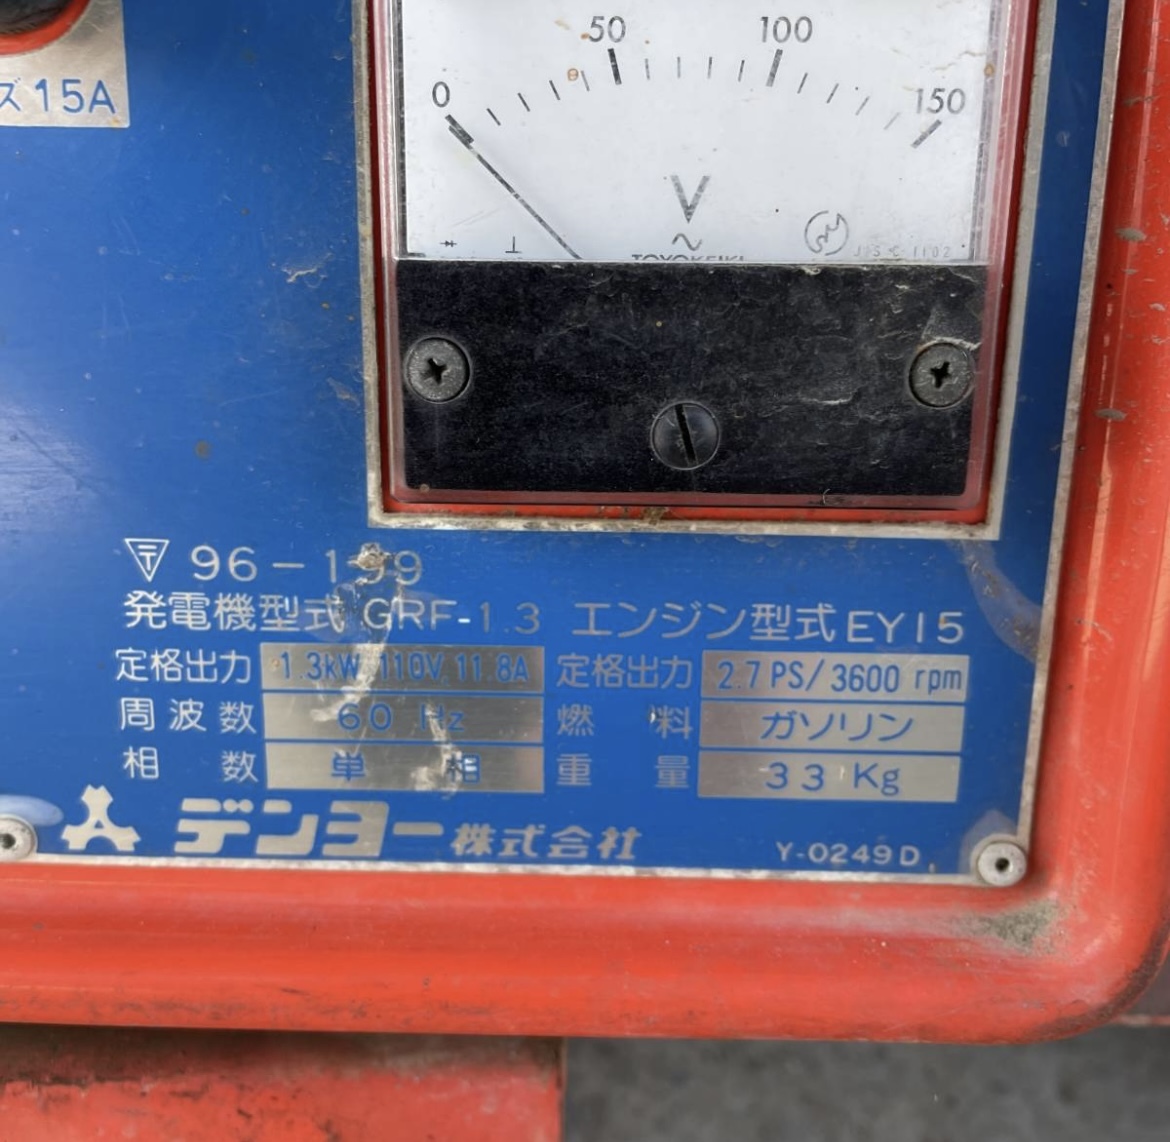 ズ15A
0 50 100 150
V
~
TOYOKEIKI
JIS C 1102
〒 96-199
発電機型式 GRF-1.3 エンジン型式 EY15
定格出力 1.3kW, 110V, 11.8A 定格出力 2.7 PS/3600 rpm
周波数 60 Hz 燃料 ガソリン
相数 単相 重量 33 Kg
デンヨー株式会社 Y-0249D